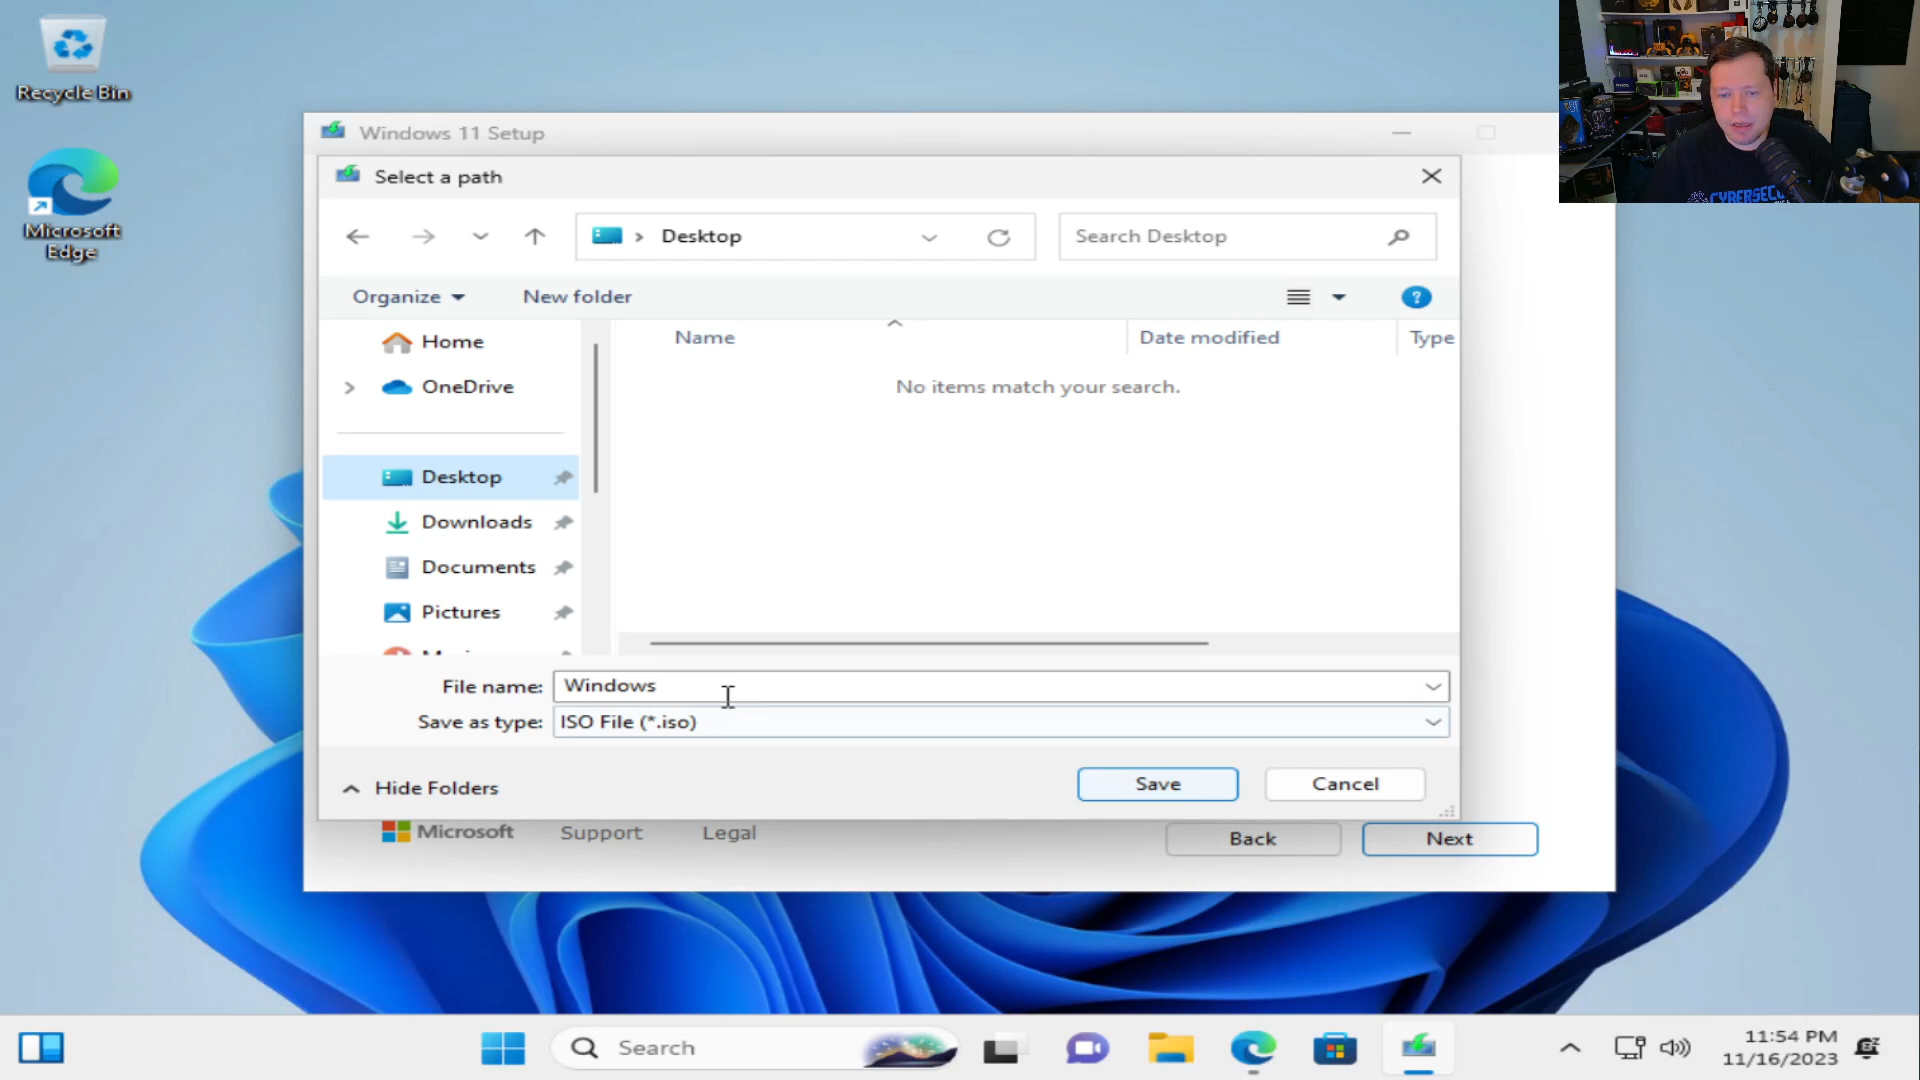 Recycle Bin
Microsoft
Edge
Windows 11 Setup
Select a path
Desktop
Search Desktop
Organize
New folder
Name
Date modified
Type
Home
OneDrive
No items match your search.
Desktop
Downloads
Documents
Pictures
File name: Windows
Save as type: ISO File (*.iso)
Hide Folders
Save
Cancel
Microsoft
Support
Legal
Back
Next
Search
11:54 PM
11/16/2023